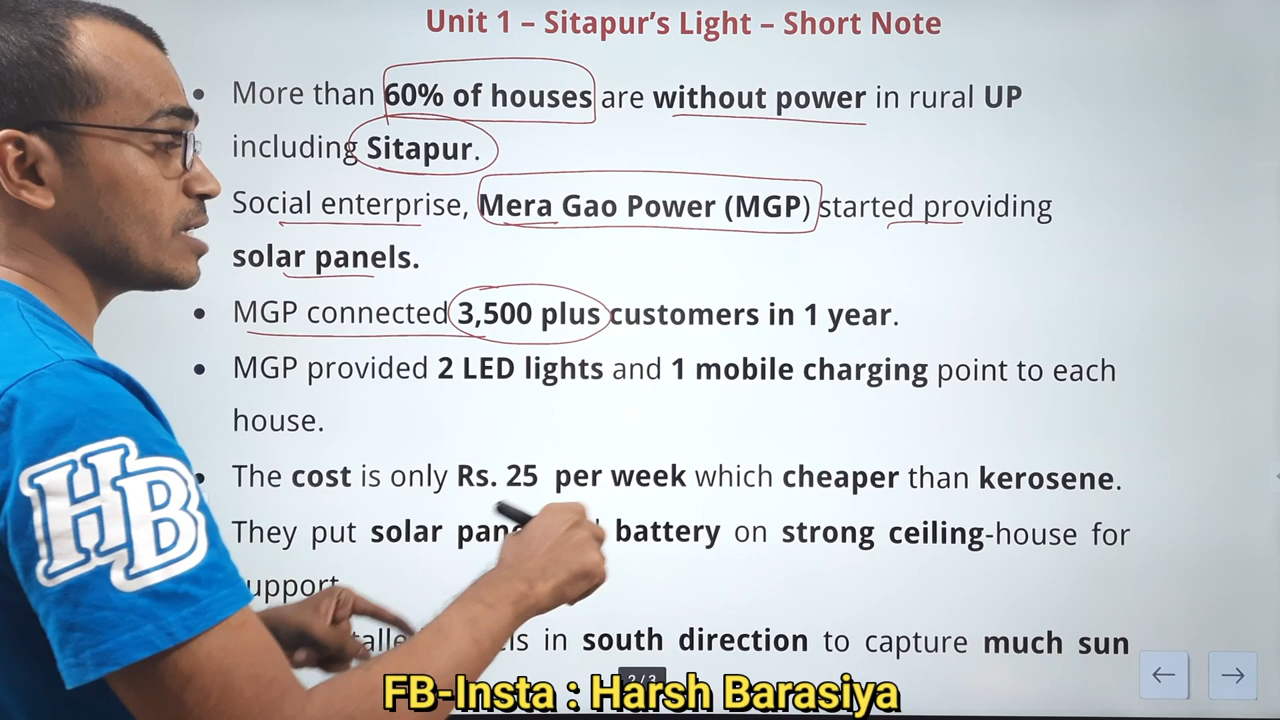 Unit 1 – Sitapur's Light – Short Note
More than 60% of houses are without power in rural UP
including Sitapur.
Social enterprise, Mera Gao Power (MGP) started providing
solar panels.
MGP connected 3,500 plus customers in 1 year.
MGP provided 2 LED lights and 1 mobile charging point to each
house.
The cost is only Rs. 25 per week which cheaper than kerosene.
They put solar battery on strong ceiling-house for
in south direction to capture much sun
2 / 3
HB
FB-Insta : Harsh Barasiya